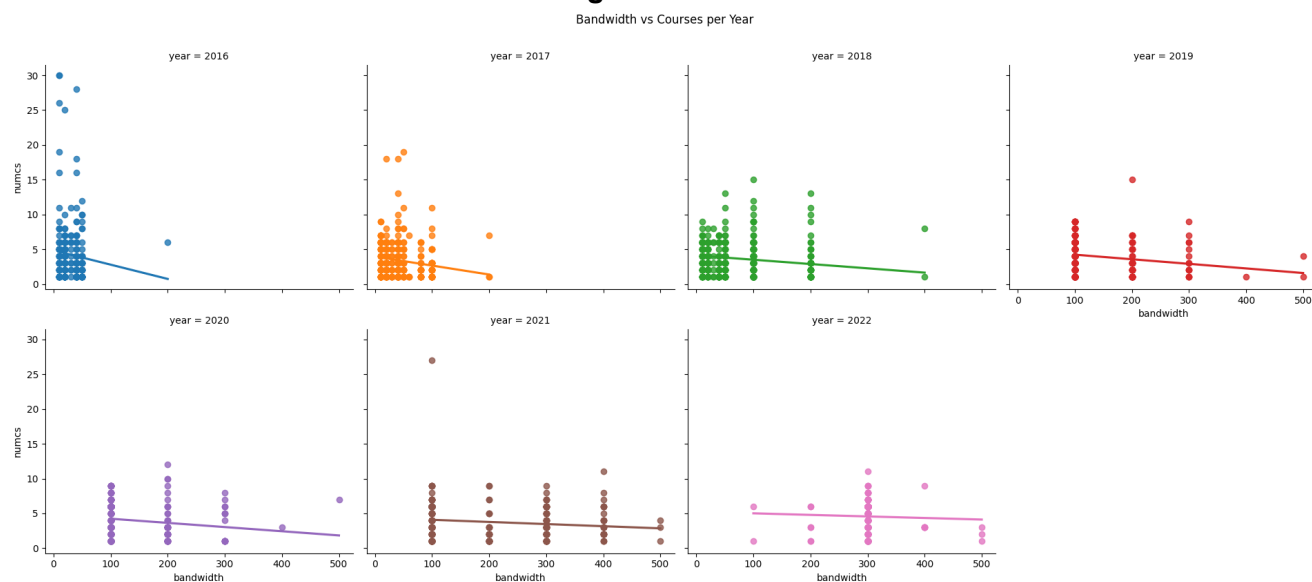 Bandwidth vs Courses per Year
year = 2016
year = 2017
year = 2018
year = 2019
30
25
20
15
10
5
0
numcs
0 100 200 300 400 500
bandwidth
year = 2020
year = 2021
year = 2022
30
25
20
15
10
5
0
numcs
0 100 200 300 400 500
0 100 200 300 400 500
0 100 200 300 400 500
bandwidth
bandwidth
bandwidth